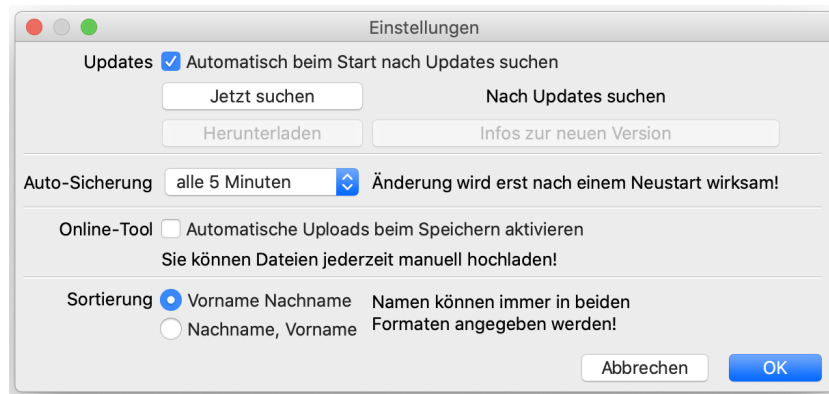 Einstellungen
Updates Automatisch beim Start nach Updates suchen
Jetzt suchen Nach Updates suchen
Herunterladen Infos zur neuen Version
Auto-Sicherung alle 5 Minuten Änderung wird erst nach einem Neustart wirksam!
Online-Tool Automatische Uploads beim Speichern aktivieren
Sie können Dateien jederzeit manuell hochladen!
Sortierung Vorname Nachname Namen können immer in beiden
Nachname, Vorname Formaten angegeben werden!
Abbrechen OK